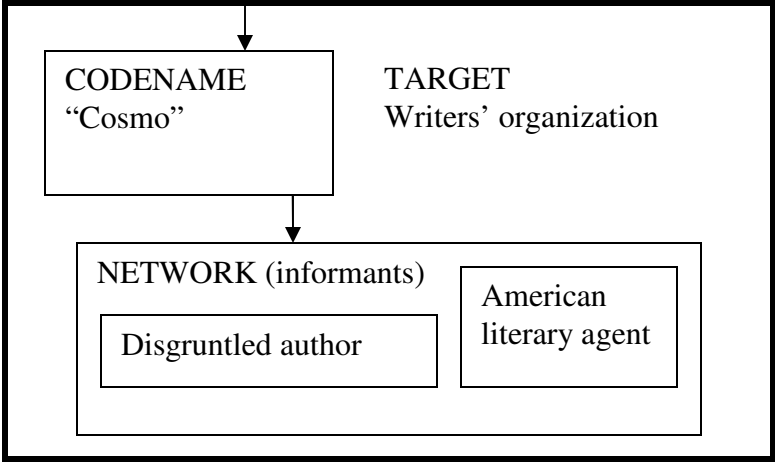 CODENAME
“Cosmo”
TARGET
Writers’ organization
NETWORK (informants)
Disgruntled author
American
literary agent